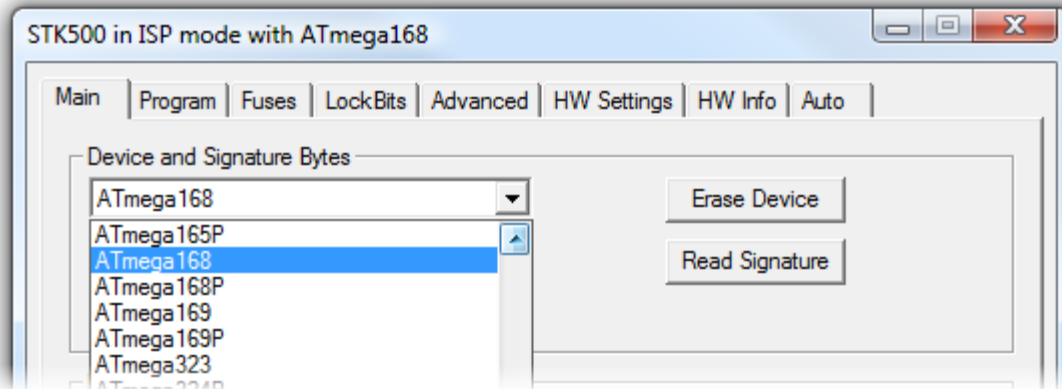 STK500 in ISP mode with ATmega168
Main Program Fuses LockBits Advanced HW Settings HW Info Auto
Device and Signature Bytes
ATmega168
Erase Device
ATmega165P
ATmega168
Read Signature
ATmega168P
ATmega169
ATmega169P
ATmega323